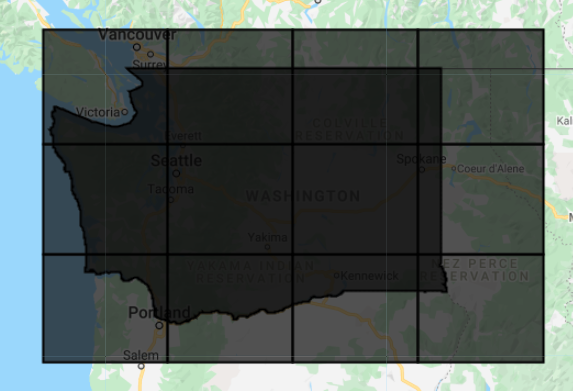 Vancouver
Surrey
Victoria
COLVILLE
RESERVATION
Everett
Seattle
Spokane
Coeur d'Alene
Kal
Tacoma
WASHINGTON
Yakima
YAKAMA INDIAN
RESERVATION
Kennewick
NEZ PERCE
RESERVATION
Portland
Salem